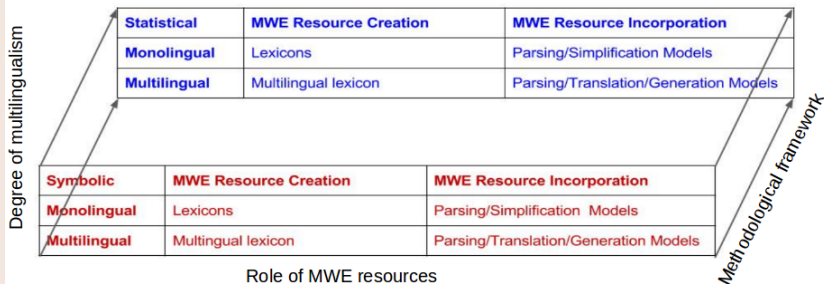 Degree of multilingualism
Statistical MWE Resource Creation MWE Resource Incorporation
Monolingual Lexicons Parsing/Simplification Models
Multilingual Multilingual lexicon Parsing/Translation/Generation Models
Symbolic MWE Resource Creation MWE Resource Incorporation
Monolingual Lexicons Parsing/Simplification Models
Multilingual Multingual lexicon Parsing/Translation/Generation Models
Methodological framework
Role of MWE resources